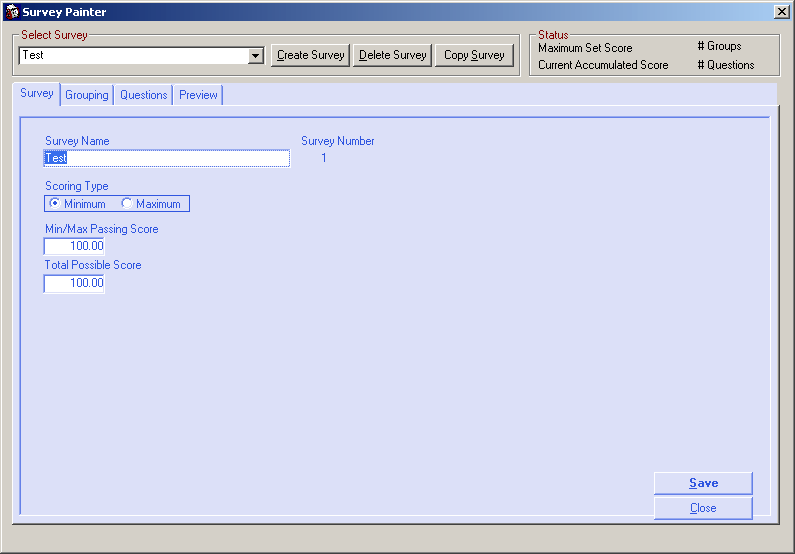 Survey Painter
Select Survey
Test
Create Survey
Delete Survey
Copy Survey
Status
Maximum Set Score
# Groups
Current Accumulated Score
# Questions
Survey
Grouping
Questions
Preview
Survey Name
Survey Number
Test
1
Scoring Type
Minimum
Maximum
Min/Max Passing Score
100.00
Total Possible Score
100.00
Save
Close